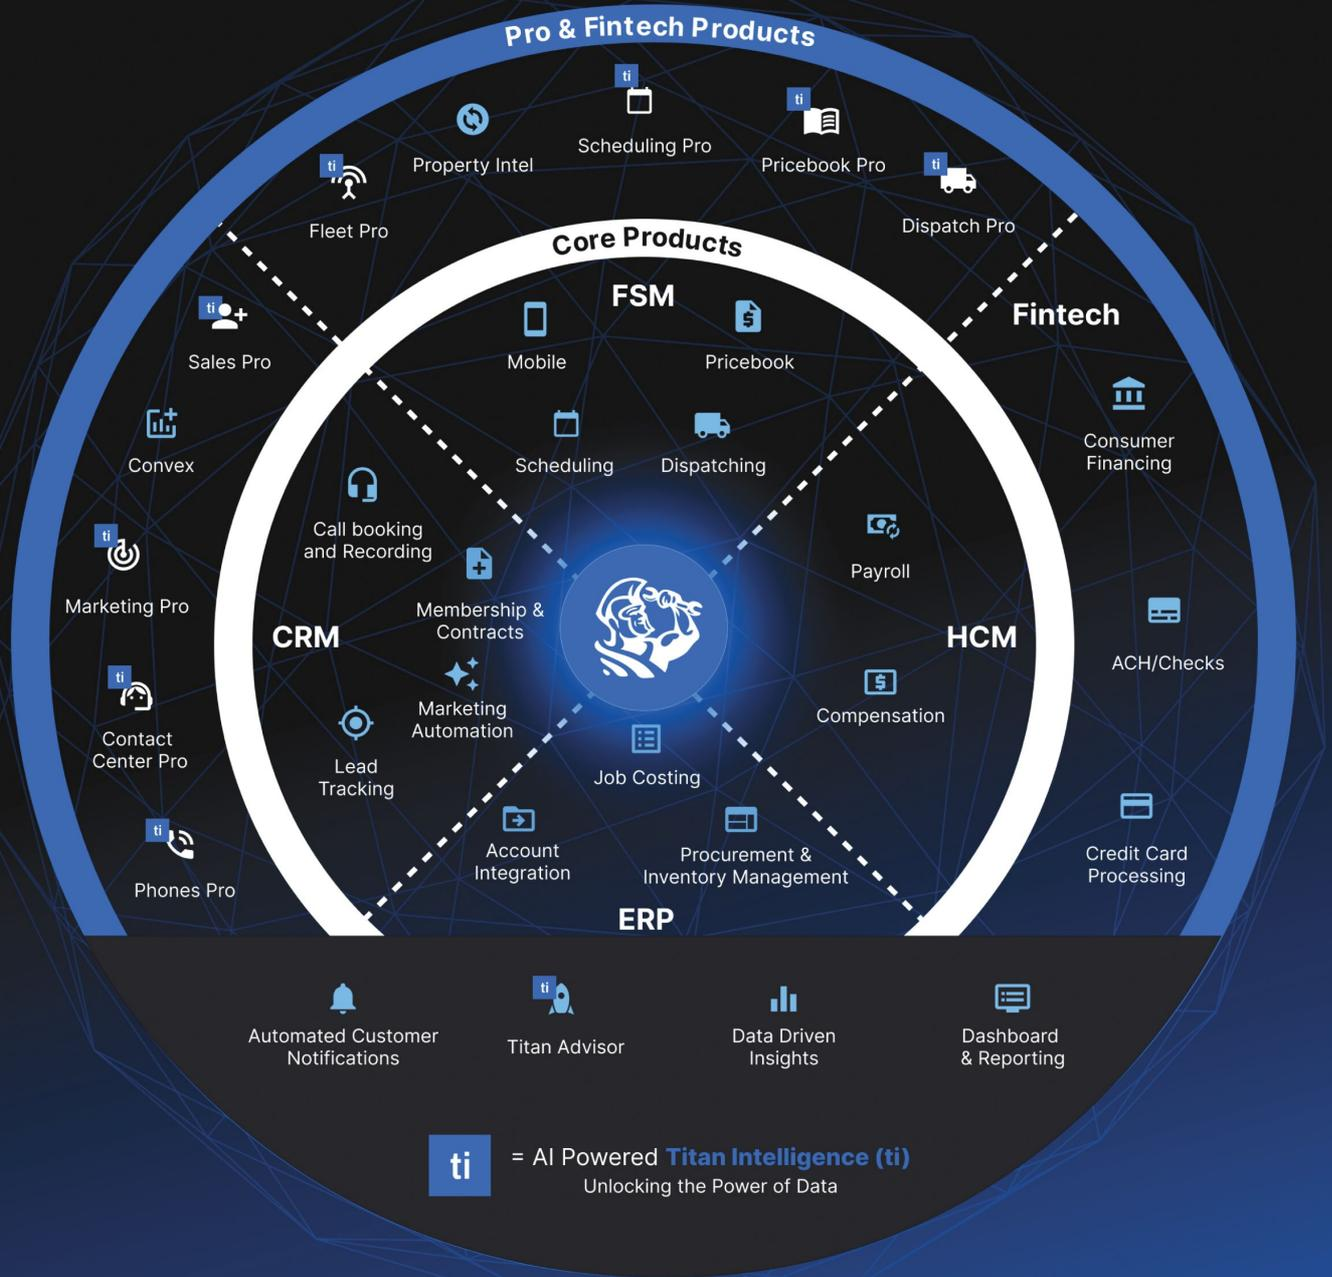 Pro & Fintech Products
ti
Scheduling Pro
Property Intel
ti
Pricebook Pro
ti
Fleet Pro
ti
Dispatch Pro
Core Products
FSM
Mobile
Pricebook
Scheduling
Dispatching
Fintech
Consumer
Financing
ACH/Checks
Credit Card
Processing
ti
Sales Pro
Convex
ti
Marketing Pro
ti
Contact
Center Pro
ti
Phones Pro
CRM
Call booking
and Recording
Membership &
Contracts
Marketing
Automation
Lead
Tracking
HCM
Payroll
Compensation
Job Costing
Account
Integration
Procurement &
Inventory Management
ERP
Automated Customer
Notifications
ti
Titan Advisor
Data Driven
Insights
Dashboard
& Reporting
ti
= AI Powered Titan Intelligence (ti)
Unlocking the Power of Data